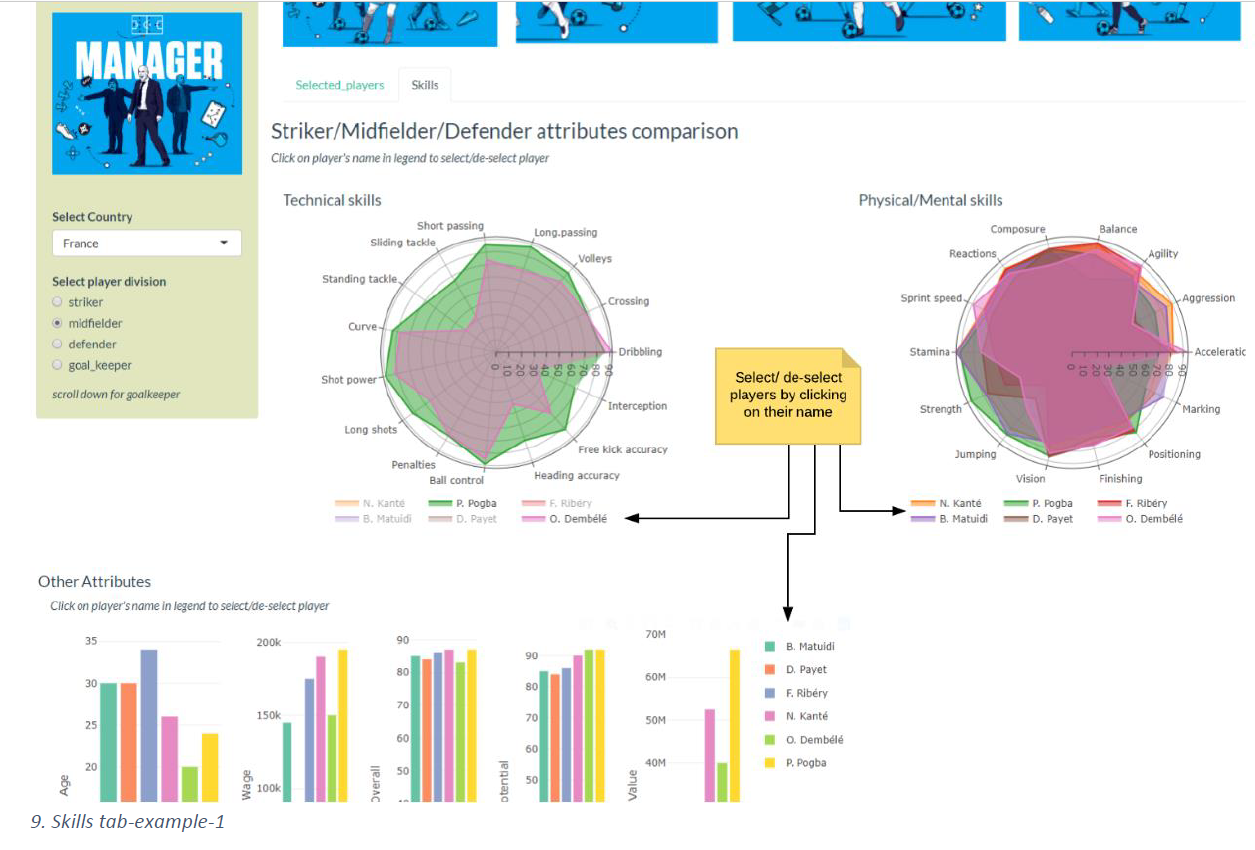 MANAGER
Selected_players
Skills
Striker/Midfielder/Defender attributes comparison
Click on player's name in legend to select/de-select player
Select Country
France
Select player division
striker
midfielder
defender
goal_keeper
scroll down for goalkeeper
Technical skills
Short passing
Long.passing
Sliding tackle
Volleys
Standing tackle
Crossing
Curve
Dribbling
0 10 20 30 40 50 60 70 80 90
Shot power
Interception
Long shots
Free kick accuracy
Penalties
Heading accuracy
Ball control
N. Kanté
P. Pogba
F. Ribéry
B. Matuidi
D. Payet
O. Dembélé
Select/ de-select
players by clicking
on their name
Physical/Mental skills
Composure
Balance
Reactions
Agility
Sprint speed
Aggression
Stamina
Acceleratic
0 10 20 30 40 50 60 70 80 90
Strength
Marking
Jumping
Positioning
Vision
Finishing
N. Kanté
P. Pogba
F. Ribéry
B. Matuidi
D. Payet
O. Dembélé
Other Attributes
Click on player's name in legend to select/de-select player
35
30
25
20
Age
200k
150k
100k
Wage
90
80
70
60
50
Overall
90
80
70
60
50
otential
70M
60M
50M
40M
Value
B. Matuidi
D. Payet
F. Ribéry
N. Kanté
O. Dembélé
P. Pogba
9. Skills tab-example-1